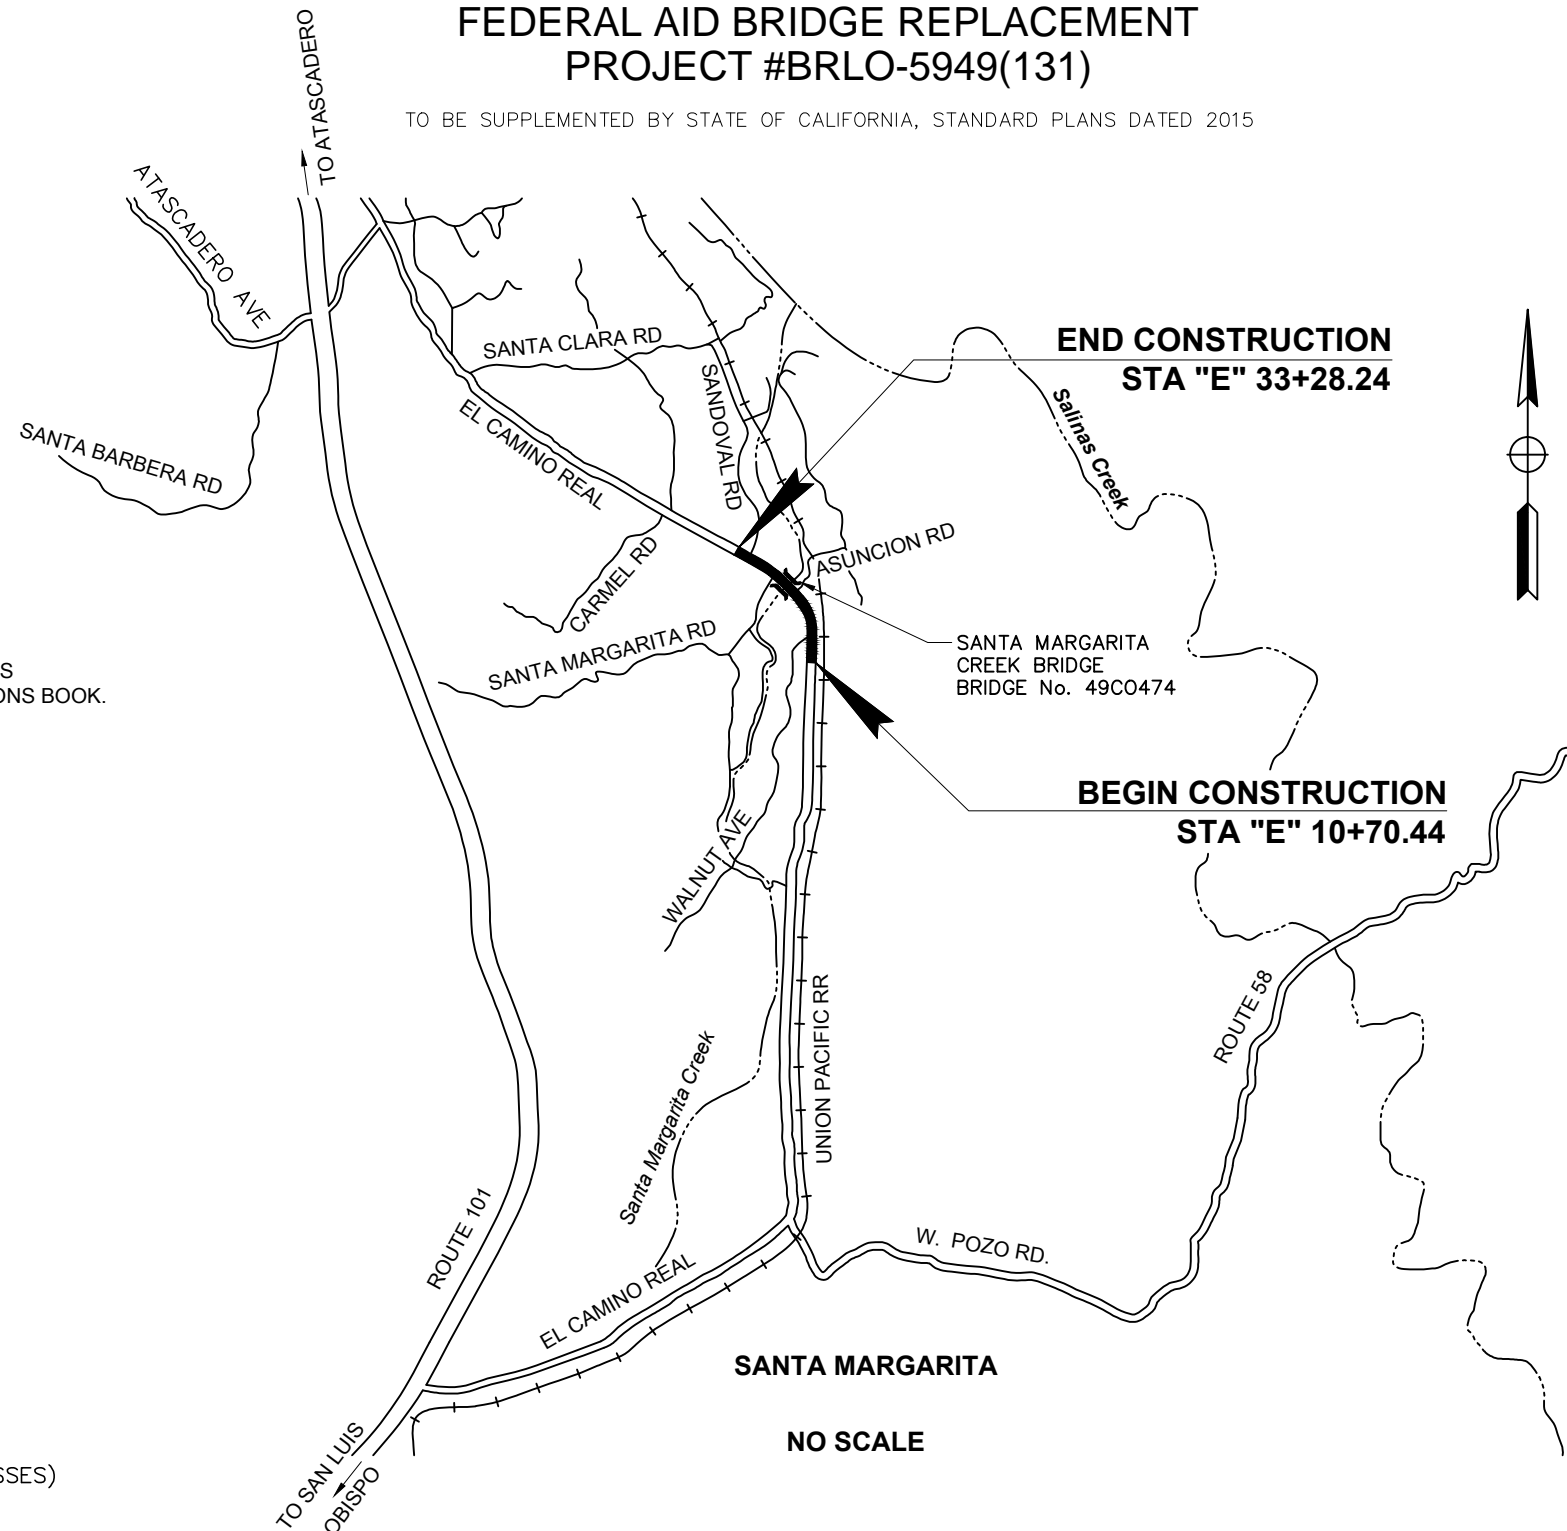 FEDERAL AID BRIDGE REPLACEMENT
PROJECT #BRLO-5949(131)
TO BE SUPPLEMENTED BY STATE OF CALIFORNIA, STANDARD PLANS DATED 2015
TO ATASCADERO
ATASCADERO AVE
SANTA CLARA RD
END CONSTRUCTION
STA "E" 33+28.24
SANDOVAL RD
Salinas Creek
EL CAMINO REAL
SANTA BARBERA RD
ASUNCION RD
CARMEL RD
SANTA MARGARITA RD
SANTA MARGARITA
CREEK BRIDGE
BRIDGE No. 49C0474
S
ONS BOOK.
BEGIN CONSTRUCTION
STA "E" 10+70.44
WALNUT AVE
UNION PACIFIC RR
ROUTE 58
Santa Margarita Creek
ROUTE 101
W. POZO RD.
EL CAMINO REAL
SANTA MARGARITA
NO SCALE
TO SAN LUIS
OBISPO
SSES)